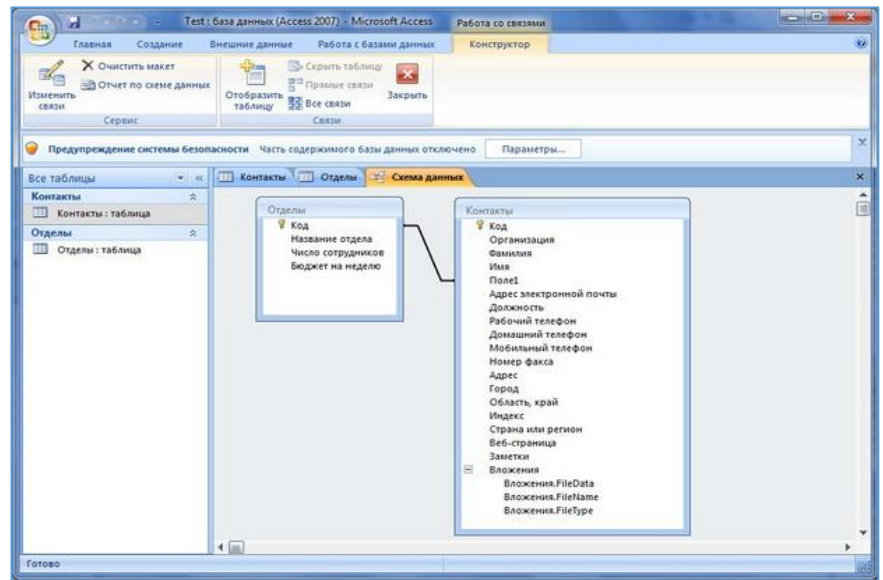 Test : база данных (Access 2007) - Microsoft Access
Работа со связями
Главная
Создание
Внешние данные
Работа с базами данных
Конструктор
Изменить связи
Очистить макет
Отчет по схеме данных
Сервис
Отобразить таблицу
Скрыть таблицу
Прямые связи
Все связи
Закрыть
Связи
Предупреждение системы безопасности Часть содержимого базы данных отключено Параметры...
Все таблицы
Контакты
Контакты : таблица
Отделы
Отделы : таблица
Контакты
Отделы
Схема данных
Отделы
Код
Название отдела
Число сотрудников
Бюджет на неделю
Контакты
Код
Организация
Фамилия
Имя
Поле1
Адрес электронной почты
Должность
Рабочий телефон
Домашний телефон
Мобильный телефон
Номер факса
Адрес
Город
Область, край
Индекс
Страна или регион
Веб-страница
Заметки
Вложения
Вложения.FileData
Вложения.FileName
Вложения.FileType
Готово